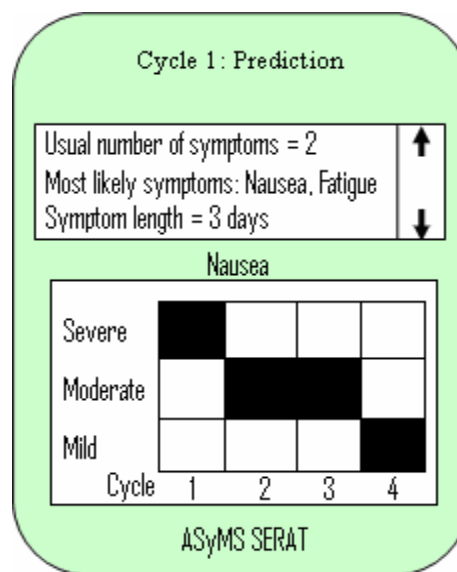 Cycle 1: Prediction
Usual number of symptoms = 2
Most likely symptoms: Nausea, Fatigue
Symptom length = 3 days
Nausea
Severe
Moderate
Mild
Cycle 1 2 3 4
ASyMS SERAT